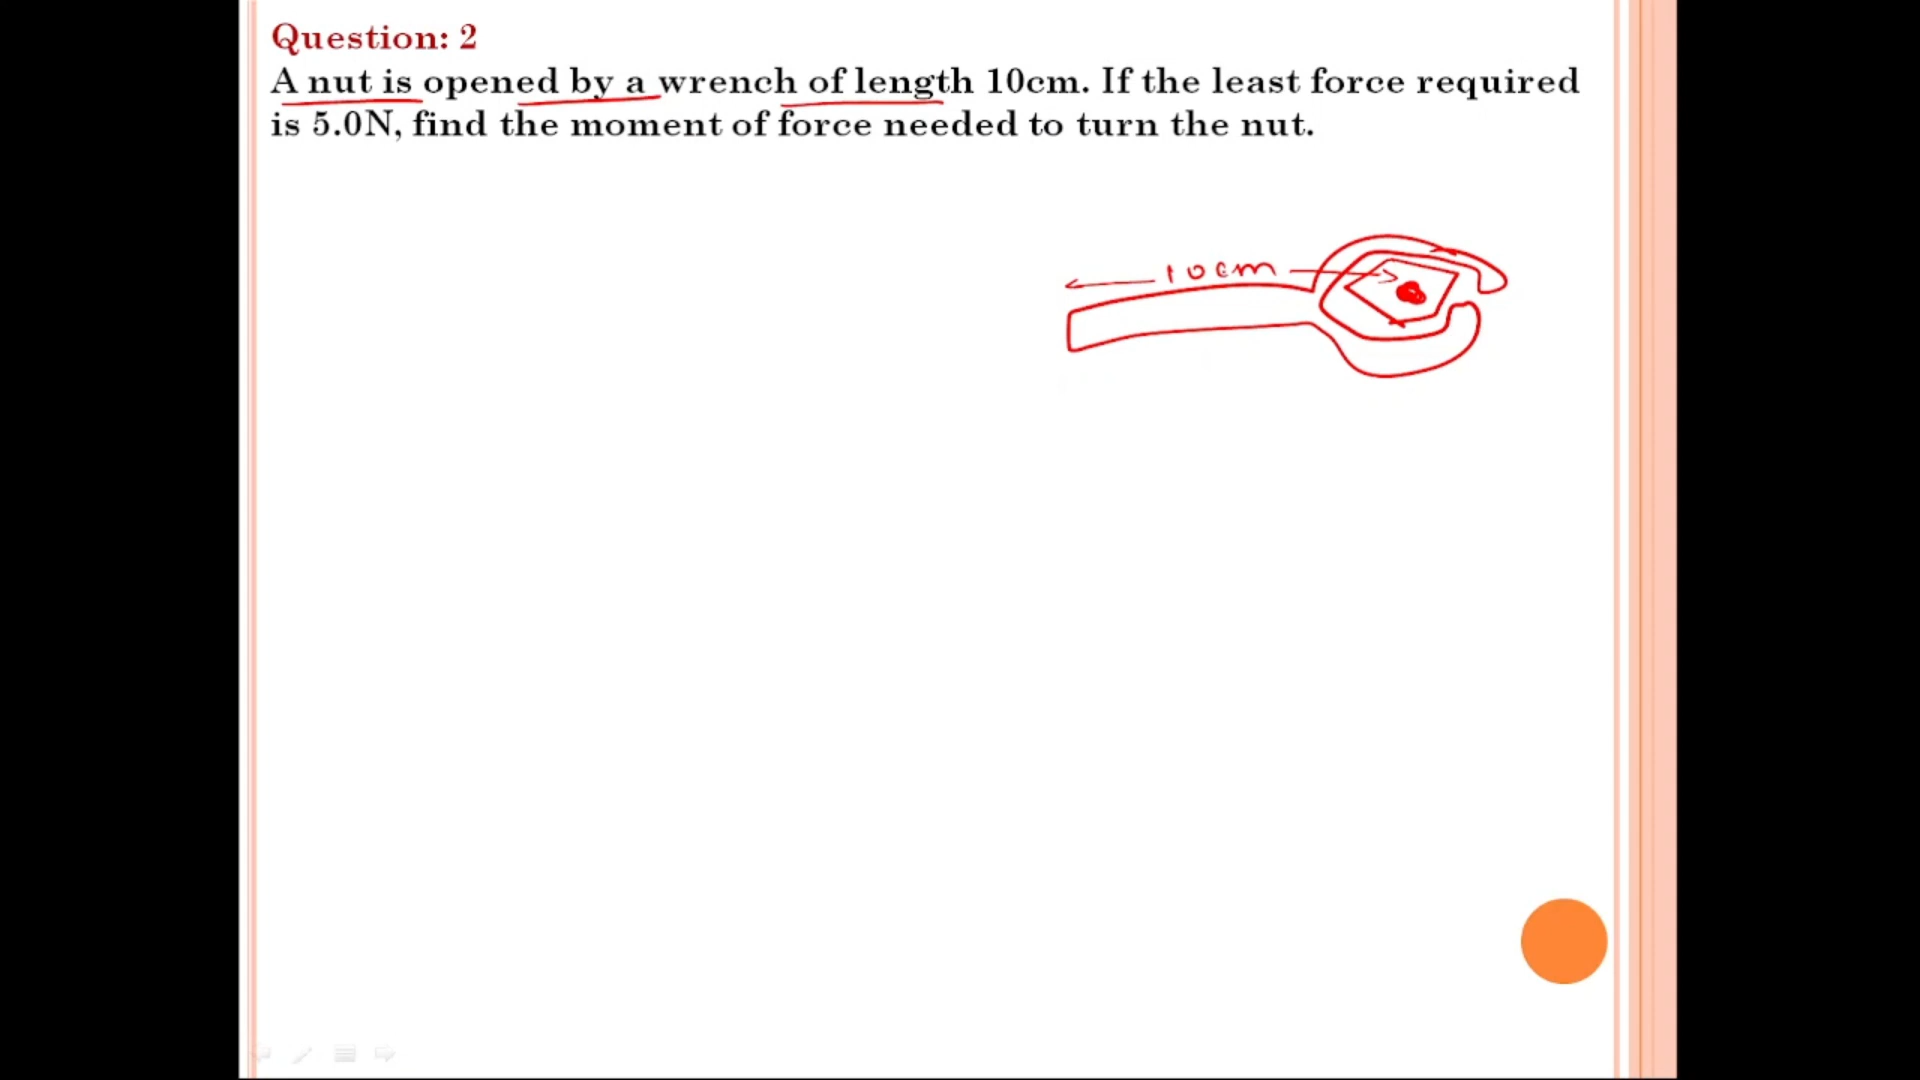 Question: 2
A nut is opened by a wrench of length 10cm. If the least force required
is 5.0N, find the moment of force needed to turn the nut.
10cm